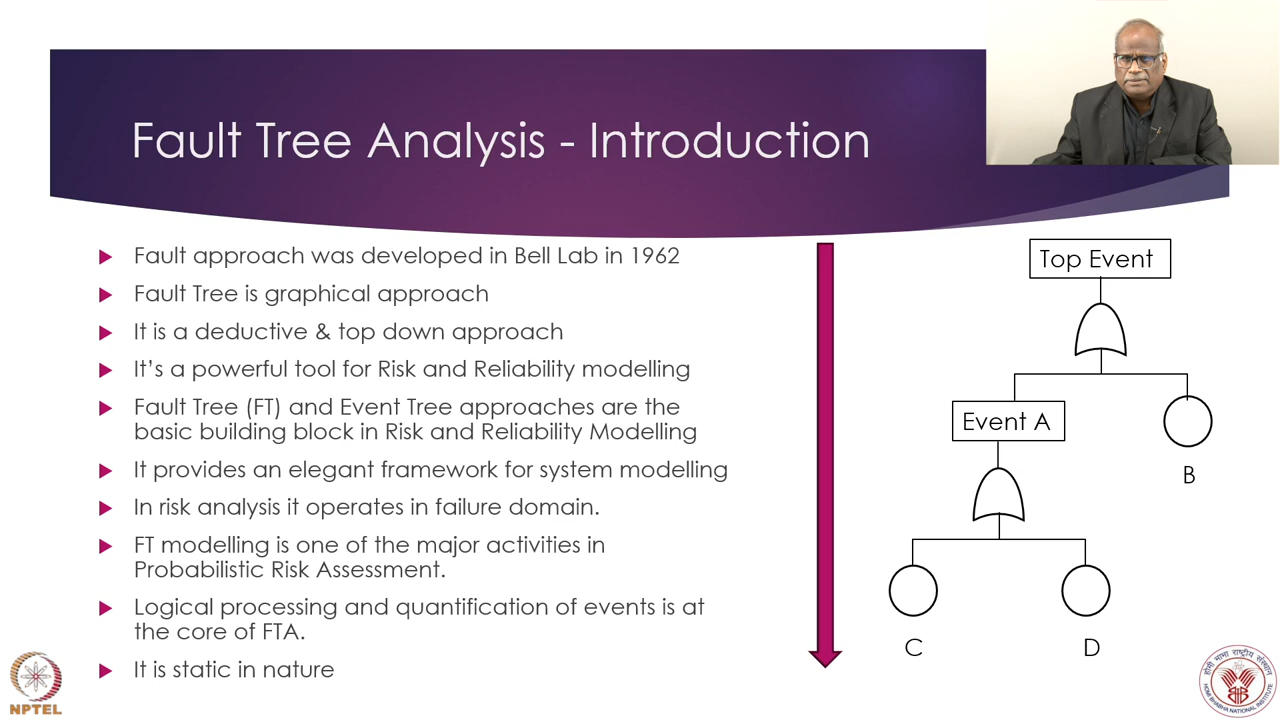 Fault Tree Analysis - Introduction
Fault approach was developed in Bell Lab in 1962
Fault Tree is graphical approach
It is a deductive & top down approach
It's a powerful tool for Risk and Reliability modelling
Fault Tree (FT) and Event Tree approaches are the
basic building block in Risk and Reliability Modelling
It provides an elegant framework for system modelling
In risk analysis it operates in failure domain.
FT modelling is one of the major activities in
Probabilistic Risk Assessment.
Logical processing and quantification of events is at
the core of FTA.
It is static in nature
Top Event
Event A
B
C
D
NPTEL
होमी भाभा राष्ट्रीय संस्थान
HOMI BHABHA NATIONAL INSTITUTE